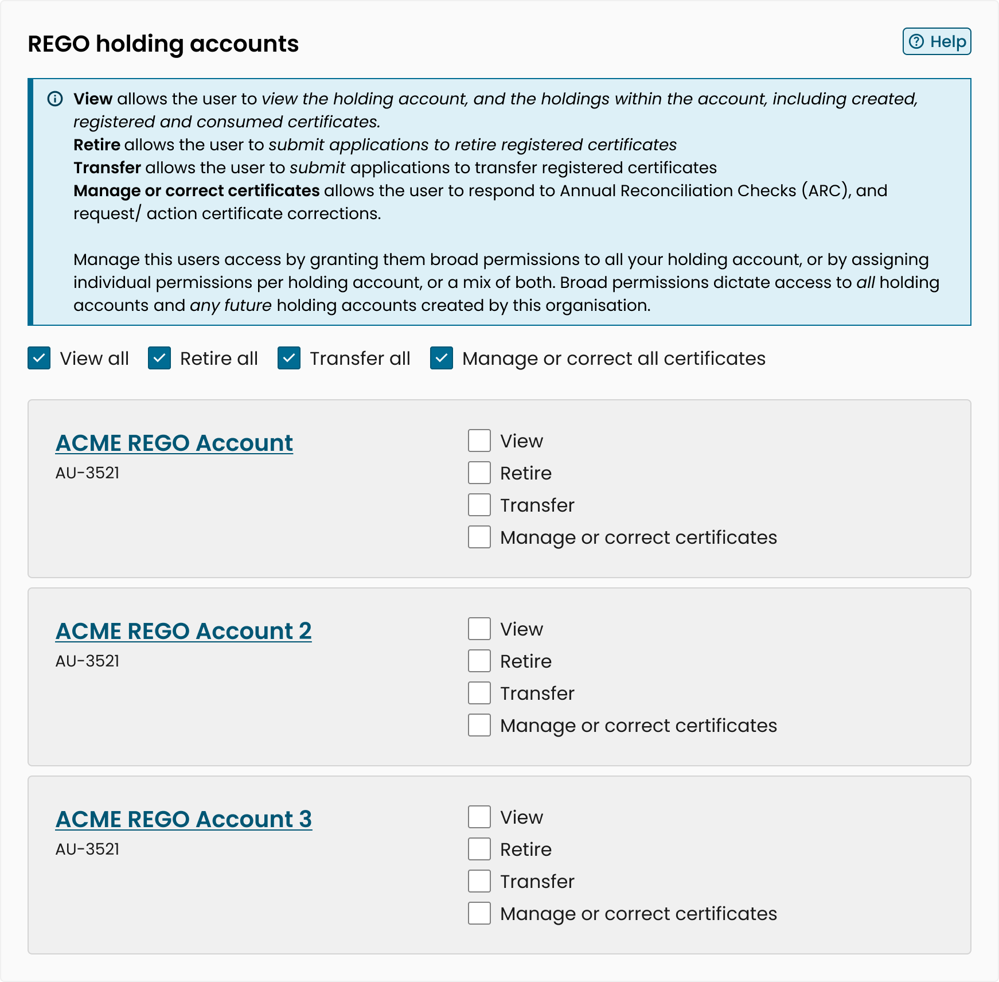 REGO holding accounts
Help
View allows the user to view the holding account, and the holdings within the account, including created,
registered and consumed certificates.
Retire allows the user to submit applications to retire registered certificates
Transfer allows the user to submit applications to transfer registered certificates
Manage or correct certificates allows the user to respond to Annual Reconciliation Checks (ARC), and
request/ action certificate corrections.
Manage this users access by granting them broad permissions to all your holding account, or by assigning
individual permissions per holding account, or a mix of both. Broad permissions dictate access to all holding
accounts and any future holding accounts created by this organisation.
View all Retire all Transfer all Manage or correct all certificates
ACME REGO Account
AU-3521
View
Retire
Transfer
Manage or correct certificates
ACME REGO Account 2
AU-3521
View
Retire
Transfer
Manage or correct certificates
ACME REGO Account 3
AU-3521
View
Retire
Transfer
Manage or correct certificates